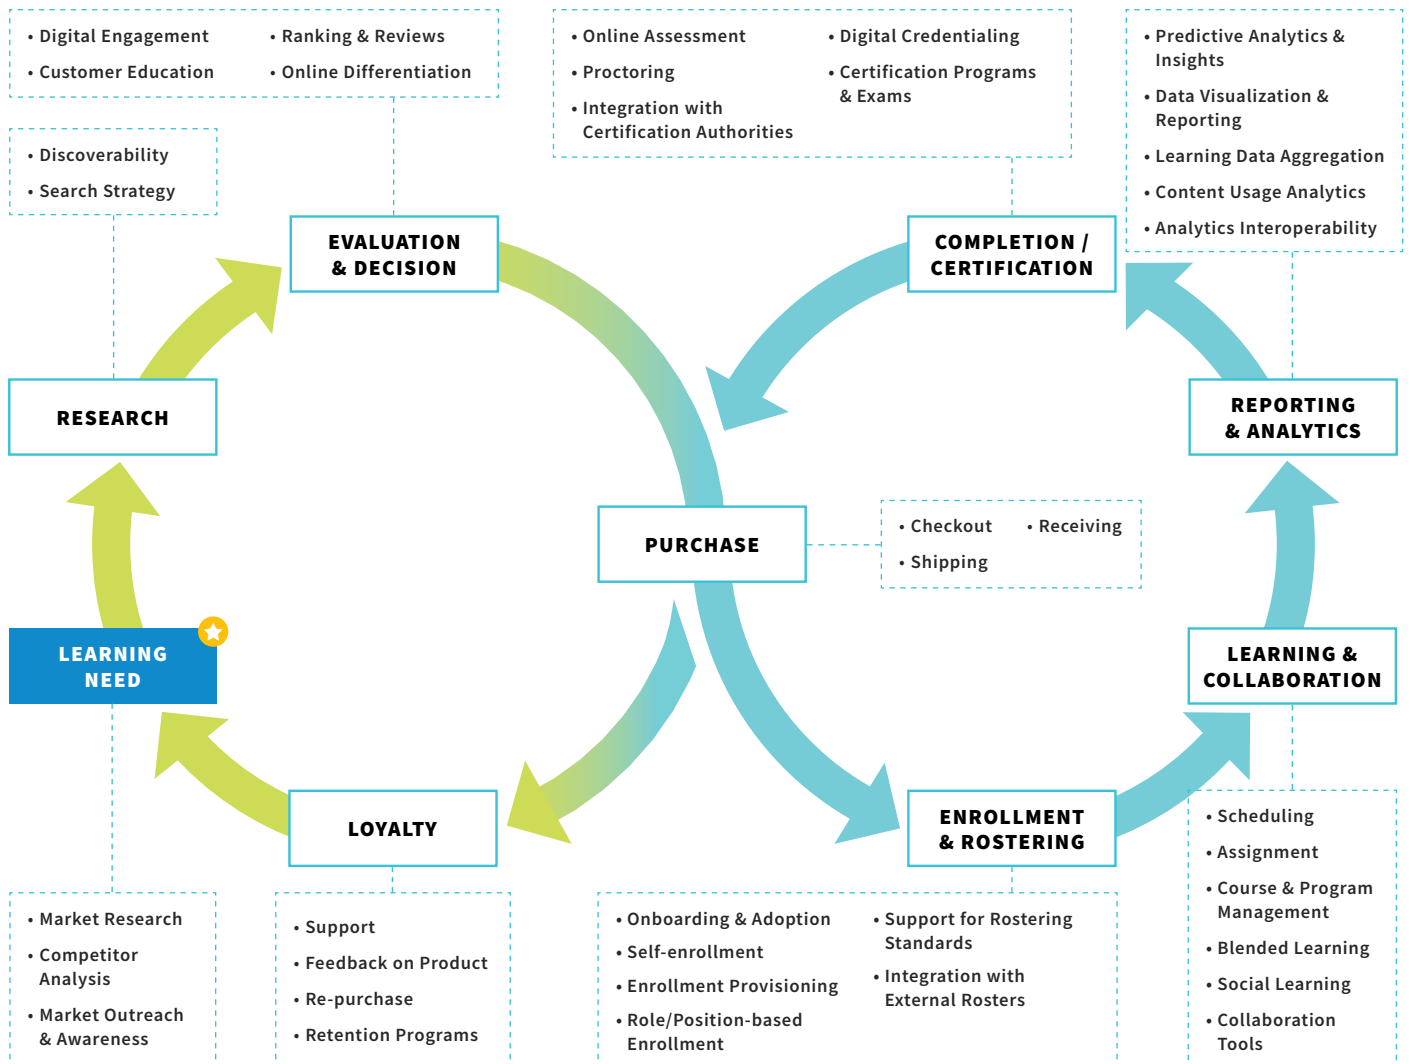 • Digital Engagement
• Customer Education
• Ranking & Reviews
• Online Differentiation
• Online Assessment
• Proctoring
• Integration with
Certification Authorities
• Digital Credentialing
• Certification Programs
& Exams
• Predictive Analytics &
Insights
• Data Visualization &
Reporting
• Learning Data Aggregation
• Content Usage Analytics
• Analytics Interoperability
• Discoverability
• Search Strategy
EVALUATION
& DECISION
COMPLETION /
CERTIFICATION
RESEARCH
REPORTING
& ANALYTICS
PURCHASE
• Checkout
• Shipping
• Receiving
LEARNING
NEED
LEARNING &
COLLABORATION
LOYALTY
ENROLLMENT
& ROSTERING
• Market Research
• Competitor
Analysis
• Market Outreach
& Awareness
• Support
• Feedback on Product
• Re-purchase
• Retention Programs
• Onboarding & Adoption
• Self-enrollment
• Enrollment Provisioning
• Role/Position-based
Enrollment
• Support for Rostering
Standards
• Integration with
External Rosters
• Scheduling
• Assignment
• Course & Program
Management
• Blended Learning
• Social Learning
• Collaboration
Tools